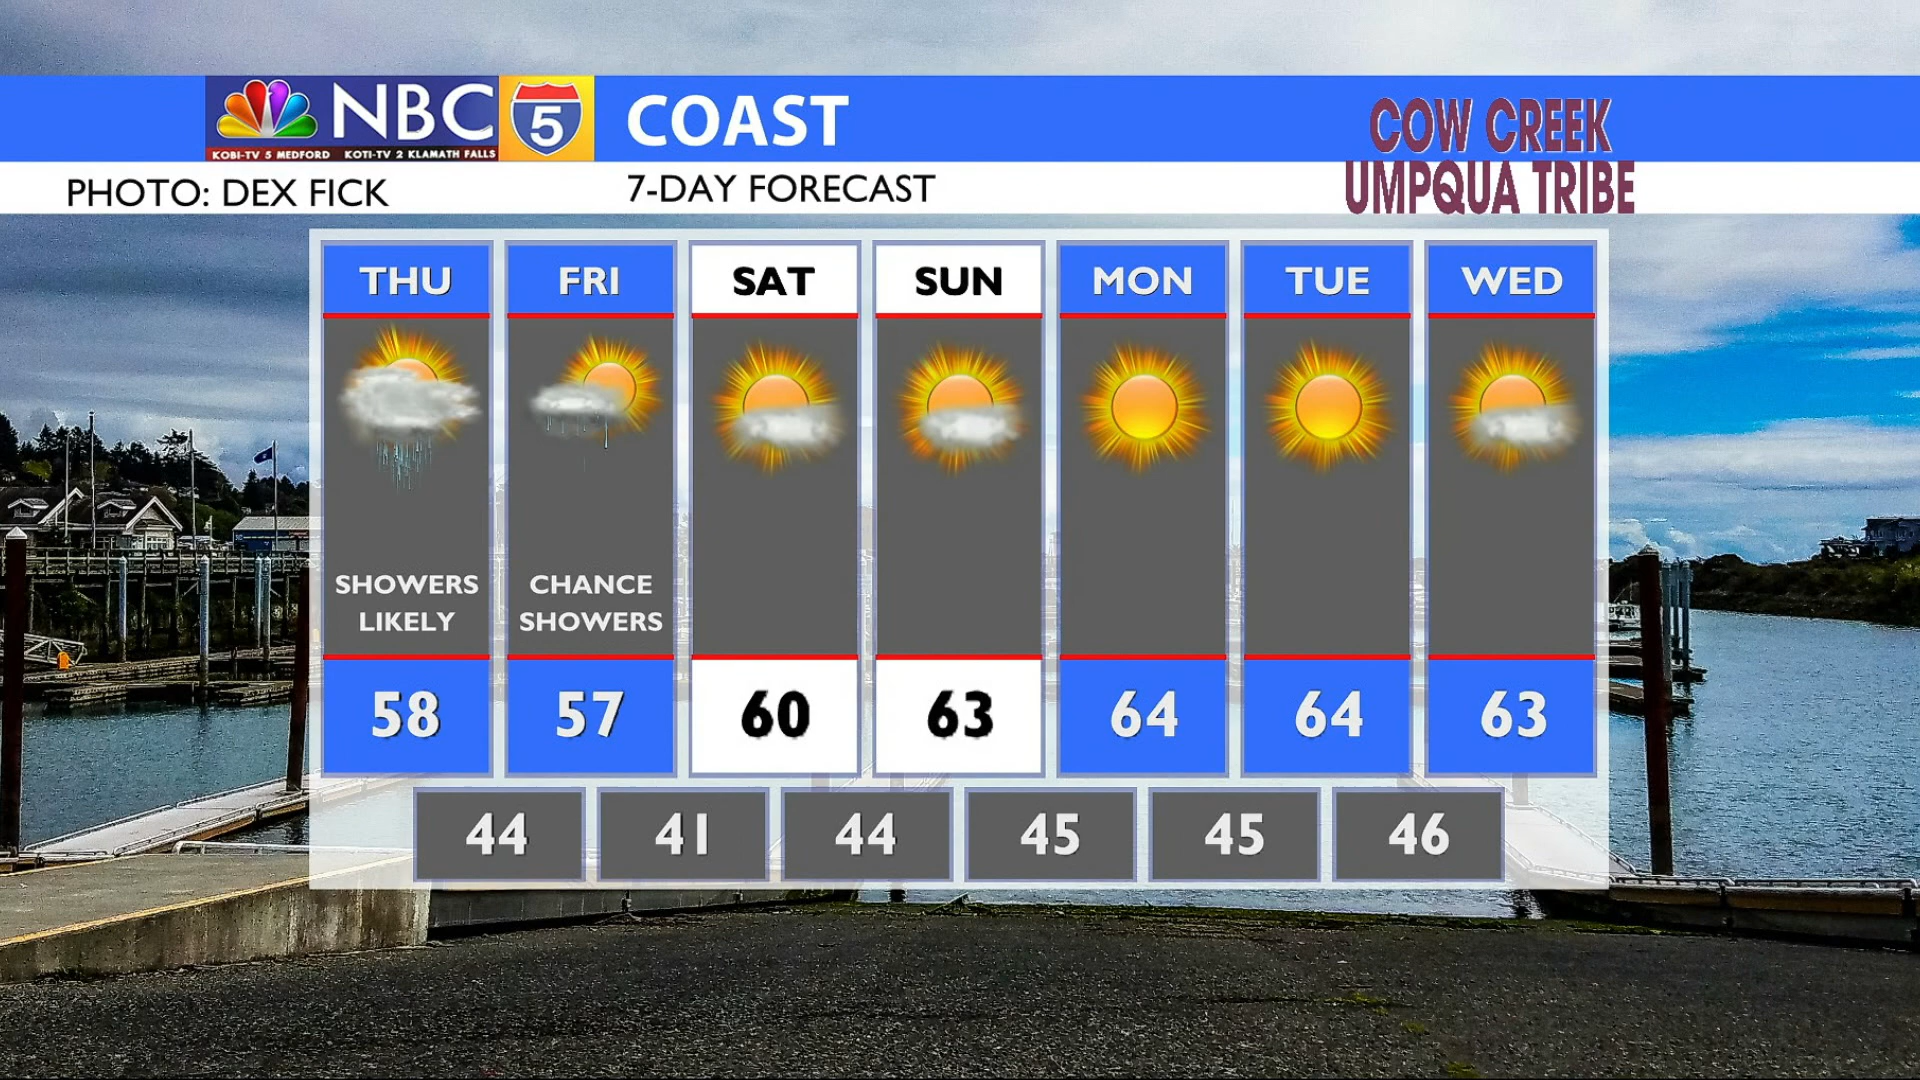 NBC
5
KOBI-TV 5 MEDFORD KOTI-TV 2 KLAMATH FALLS
COAST
COW CREEK
UMPQUA TRIBE
PHOTO: DEX FICK
7-DAY FORECAST
THU FRI SAT SUN MON TUE WED
SHOWERS LIKELY
CHANCE SHOWERS
58 57 60 63 64 64 63
44 41 44 45 45 46